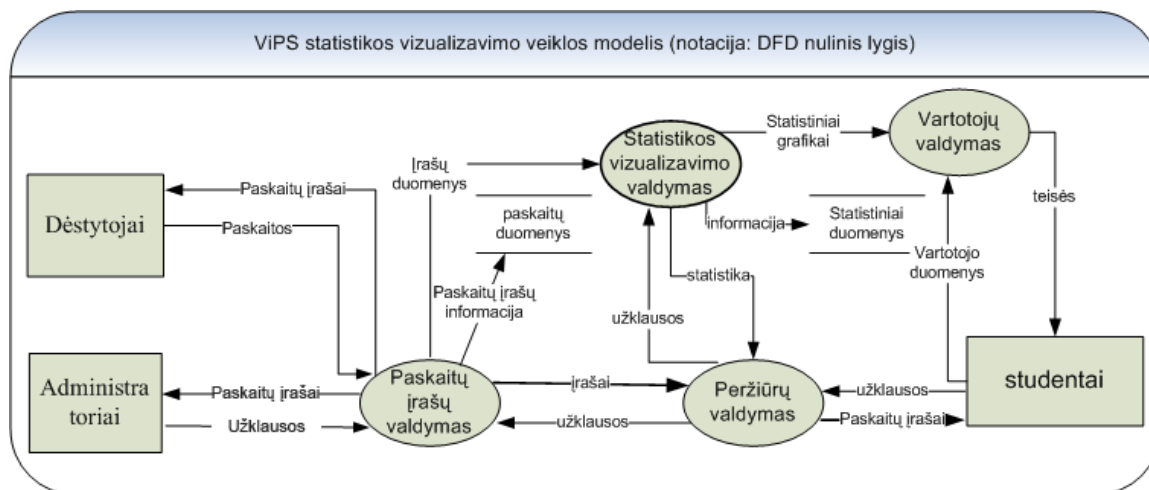 ViPS statistikos vizualizavimo veiklos modelis (notacija: DFD nulinis lygis)
Dėstytojai
Paskaitų įrašai
Paskaitos
Įrašų
duomenys
paskaitų
duomenys
Paskaitų įrašų
informacija
Statistikos
vizualizavimo
valdymas
Statistiniai
grafikai
Vartotojų
valdymas
informacija
Statistiniai
duomenys
teisės
Vartotojo
duomenys
statistika
užklausos
Administra
toriai
Paskaitų įrašai
Užklausos
Paskaitų
įrašų
valdymas
įrašai
užklausos
Peržiūrų
valdymas
užklausos
Paskaitų įrašai
studentai